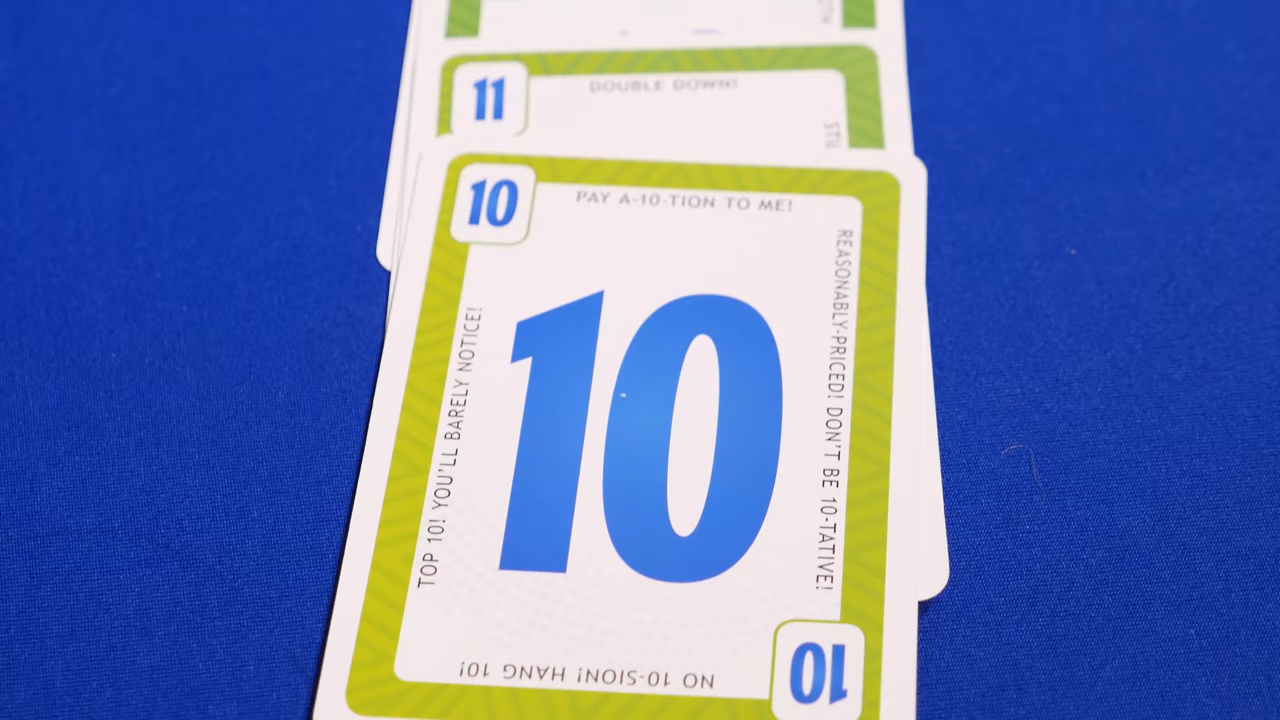 11
DOUBLE DOWN!
10
PAY A-10-TION TO ME!
REASONABLY-PRICED! DON'T BE 10-TATIVE!
TOP 10! YOU'LL BARELY NOTICE!
10
NO 10-SION! HANG 10!
10